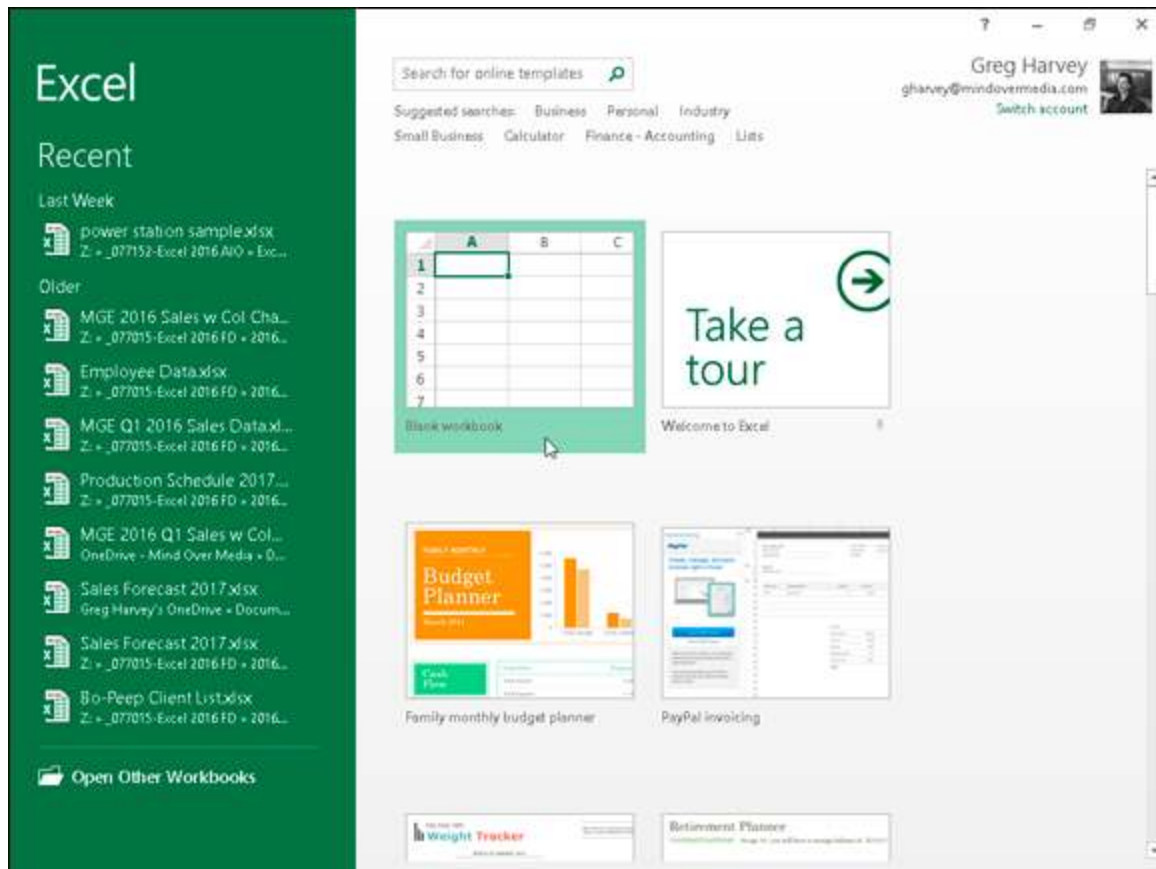 Excel
Recent
Last Week
power station sample.xlsx
Z: » _077152-Excel 2016 AIO » Exc...
Older
MGE 2016 Sales w Col Cha...
Z: » _077015-Excel 2016 FD » 2016...
Employee Data.xlsx
Z: » _077015-Excel 2016 FD » 2016...
MGE Q1 2016 Sales Data.xl...
Z: » _077015-Excel 2016 FD » 2016...
Production Schedule 2017....
Z: » _077015-Excel 2016 FD » 2016...
MGE 2016 Q1 Sales w Col...
OneDrive - Mind Over Media » D...
Sales Forecast 2017.xlsx
Greg Harvey's OneDrive » Docum...
Sales Forecast 2017.xlsx
Z: » _077015-Excel 2016 FD » 2016...
Bo-Peep Client List.xlsx
Z: » _077015-Excel 2016 FD » 2016...
Open Other Workbooks
?
Search for online templates
Greg Harvey
gharvey@mindovermedia.com
Switch account
Suggested searches: Business Personal Industry
Small Business Calculator Finance - Accounting Lists
A B C
1
2
3
4
5
6
7
Blank workbook
Take a
tour
Welcome to Excel
FAMILY MONTHLY
Budget
Planner
Cash
Flow
Family monthly budget planner
PayPal
PayPal invoicing
Weight Tracker
Retirement Planner